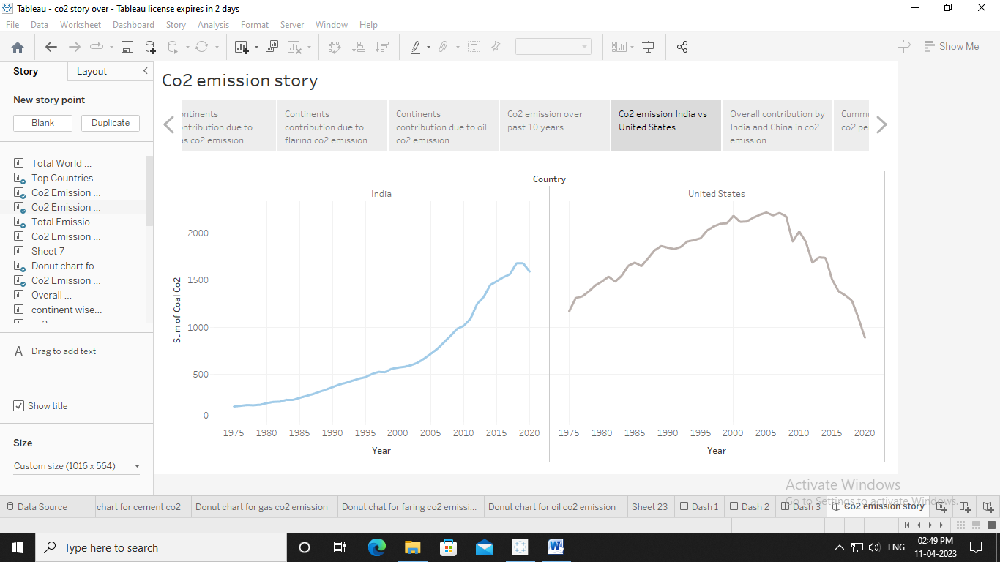 Tableau - co2 story over - Tableau license expires in 2 days
File Data Worksheet Dashboard Story Analysis Format Server Window Help
Show Me
Story Layout
New story point
Blank Duplicate
Total World ...
Top Countries...
Co2 Emission ...
Co2 Emission ...
Total Emissio...
Co2 Emission ...
Sheet 7
Donut chart fo...
Co2 Emission ...
Overall ...
continent wise...
A Drag to add text
Show title
Size
Custom size (1016 x 564)
Co2 emission story
ontinents
ontribution due to
as co2 emission
Continents
contribution due to
flaring co2 emission
Continents
contribution due to oil
co2 emission
Co2 emission over
past 10 years
Co2 emission India vs
United States
Overall contribution by
India and China in co2
emission
Cumm
co2 pe
Country
India United States
Sum of Coal Co2
2000
1500
1000
500
0
1975 1980 1985 1990 1995 2000 2005 2010 2015 2020 1975 1980 1985 1990 1995 2000 2005 2010 2015 2020
Year Year
Activate Windows
Go to Settings to activate Windows.
Data Source chart for cement co2 Donut chart for gas co2 emission Donut chat for faring co2 emissi... Donut chart for oil co2 emission Sheet 23 Dash 1 Dash 2 Dash 3 Co2 emission story
Type here to search
ENG
02:49 PM
11-04-2023